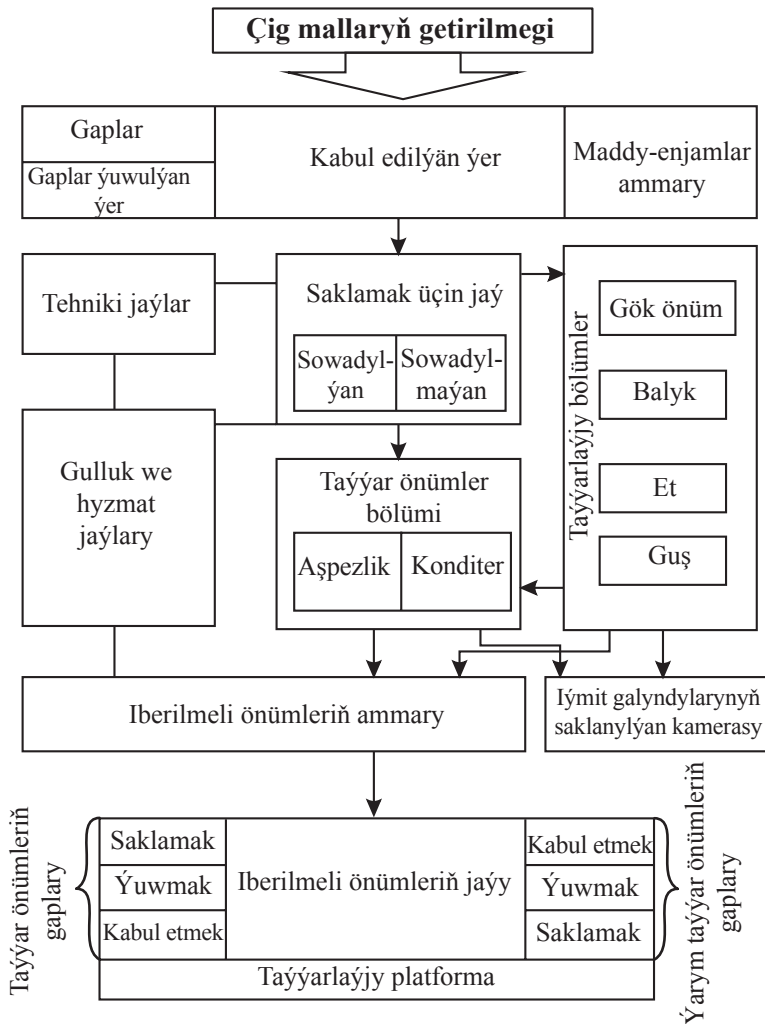 Çig mallaryň getirilmegi
Gaplar
Gaplar ýuwulýan
ýer
Kabul edilýän ýer
Maddy-enjamlar
ammary
Tehniki jaýlar
Saklamak üçin jaý
Sowadyl-
ýan
Sowadyl-
maýan
Taýýarlaýjy bölümler
Gök önüm
Balyk
Et
Guş
Gulluk we
hyzmat
jaýlary
Taýýar önümler
bölümi
Aşpezlik
Konditer
Iberilmeli önümleriň ammary
Iýmit galyndylarynyň
saklanylýan kamerasy
Taýýar önümleriň
gaplary
Saklamak
Ýuwmak
Kabul etmek
Iberilmeli önümleriň jaýy
Kabul etmek
Ýuwmak
Saklamak
Ýarym taýýar önümleriň
gaplary
Taýýarlaýjy platforma